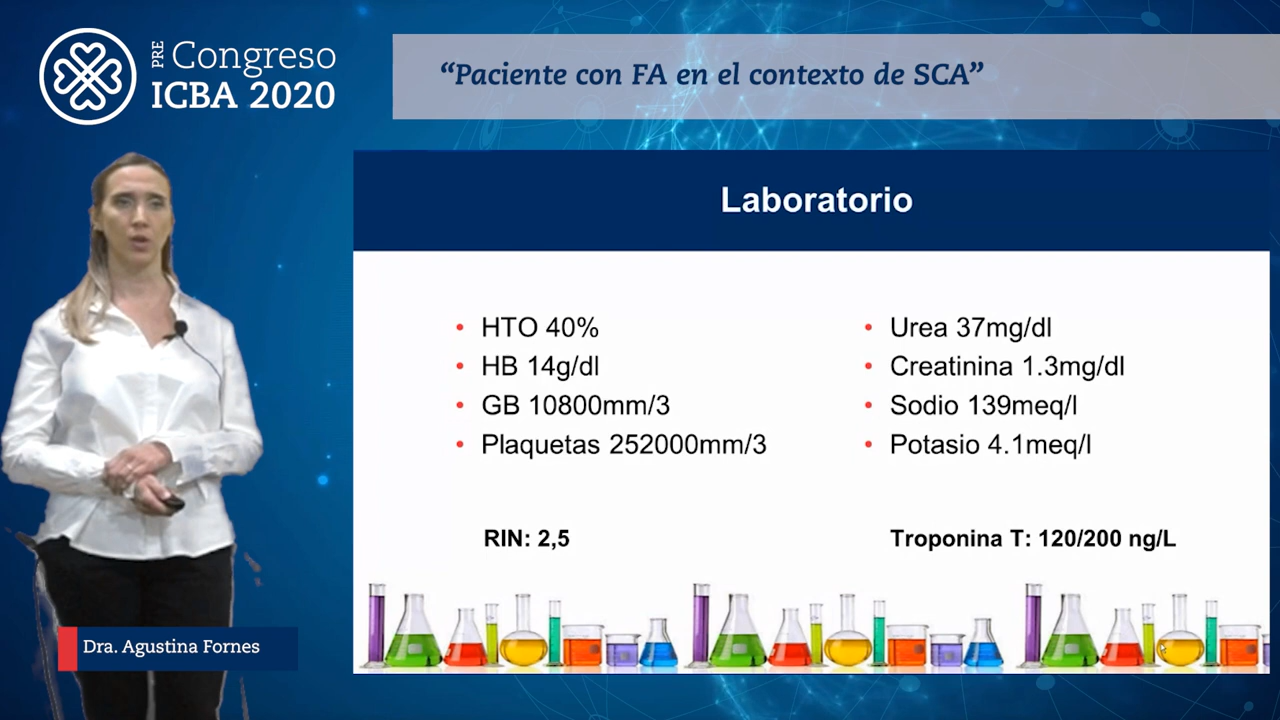 PRE Congreso
ICBA 2020
“Paciente con FA en el contexto de SCA”
Laboratorio
• HTO 40%
• HB 14g/dl
• GB 10800mm/3
• Plaquetas 252000mm/3
• Urea 37mg/dl
• Creatinina 1.3mg/dl
• Sodio 139meq/l
• Potasio 4.1meq/l
RIN: 2,5
Troponina T: 120/200 ng/L
Dra. Agustina Fornes